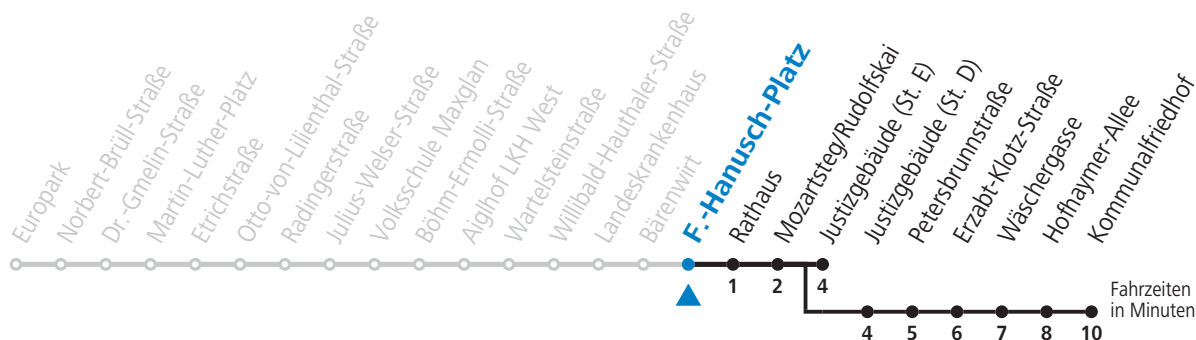 Europark
Norbert-Brüll-Straße
Dr.-Gmelin-Straße
Martin-Luther-Platz
Etrichstraße
Otto-von-Lilienthal-Straße
Radingerstraße
Julius-Welser-Straße
Volksschule Maxglan
Böhm-Ermolli-Straße
Aiglhof LKH West
Wartelsteinstraße
Willibald-Hauthaler-Straße
Landeskrankenhaus
Bärenwirt
F.-Hanusch-Platz
Rathaus
Mozartsteg/Rudolfskai
Justizgebäude (St. E)
Justizgebäude (St. D)
Petersbrunnstraße
Erzabt-Klotz-Straße
Wäschergasse
Hofhaymer-Allee
Kommunalfriedhof
1 2 4
Fahrzeiten
in Minuten
4 5 6 7 8 10